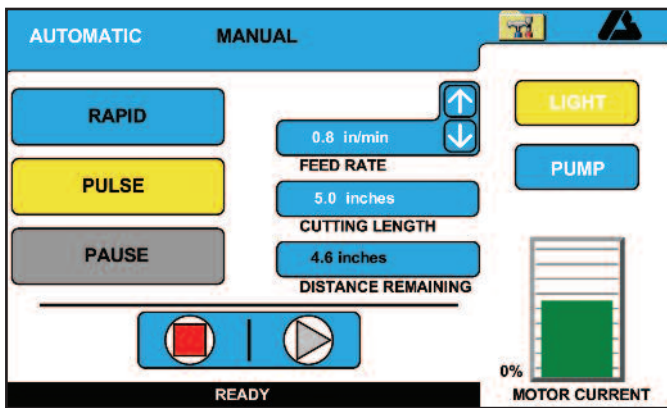 AUTOMATIC MANUAL
RAPID
PULSE
PAUSE
0.8 in/min
FEED RATE
5.0 inches
CUTTING LENGTH
4.6 inches
DISTANCE REMAINING
READY
LIGHT
PUMP
0%
MOTOR CURRENT